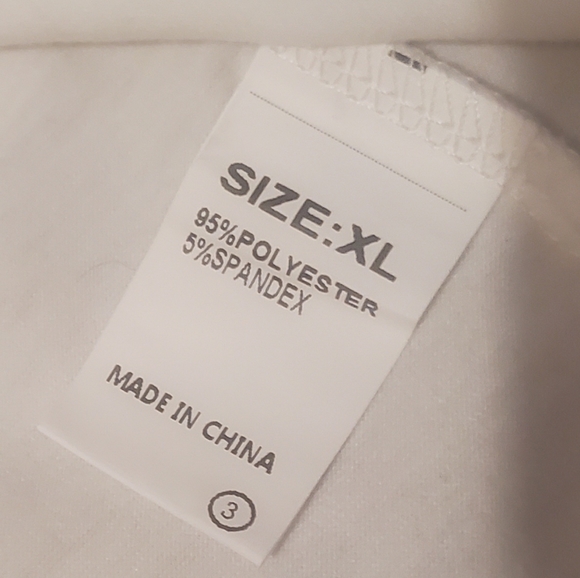 SIZE:XL
95%POLYESTER
5%SPANDEX
MADE IN CHINA
3